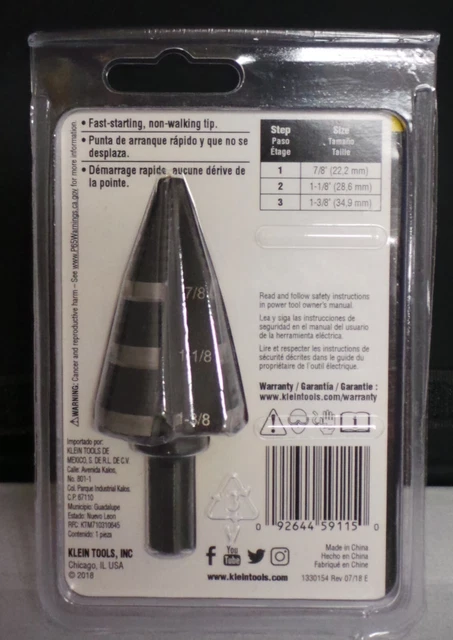 • Fast-starting, non-walking tip.
• Punta de arranque rápido y que no se
desplaza.
• Démarrage rapide, aucune dérive de
la pointe.
Step Size
Paso Tamaño
Étage Taille
1 7/8" (22,2 mm)
2 1-1/8" (28,6 mm)
3 1-3/8" (34,9 mm)
⚠WARNING: Cancer and reproductive harm – See www.P65Warnings.ca.gov for more information.
7/8
1 1/8
/8
Read and follow safety instructions
in power tool owner's manual.
Lea y siga las instrucciones de
seguridad en el manual del usuario
de la herramienta eléctrica.
Lire et respecter les instructions de
sécurité décrites dans le guide du
propriétaire de l'outil électrique.
Warranty / Garantía / Garantie :
www.kleintools.com/warranty
Importado por:
KLEIN TOOLS DE
MEXICO, S. DE R.L. DE C.V.
Calle: Avenida Kalos,
No. 801-1
Col. Parque Industrial Kalos,
C.P. 67110
Municipio: Guadalupe
Estado: Nuevo Leon
Contenido: 1 pieza
0 92644 59115 0
KLEIN TOOLS, INC
Chicago, IL USA
© 2018
You
Tube
www.kleintools.com
Made in China
Hecho en China
Fabriqué en Chine
1330154 Rev 07/18 E